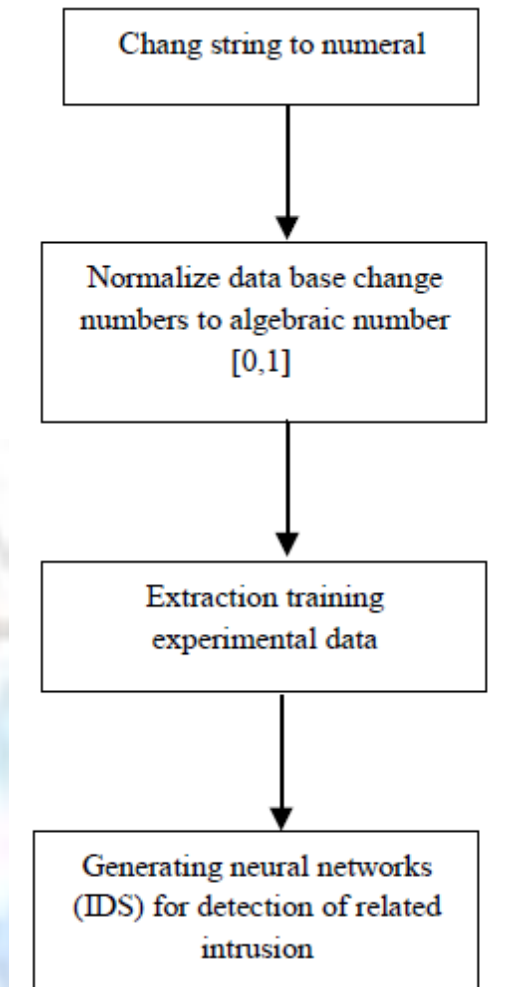 Chang string to numeral
Normalize data base change
numbers to algebraic number
[0,1]
Extraction training
experimental data
Generating neural networks
(IDS) for detection of related
intrusion